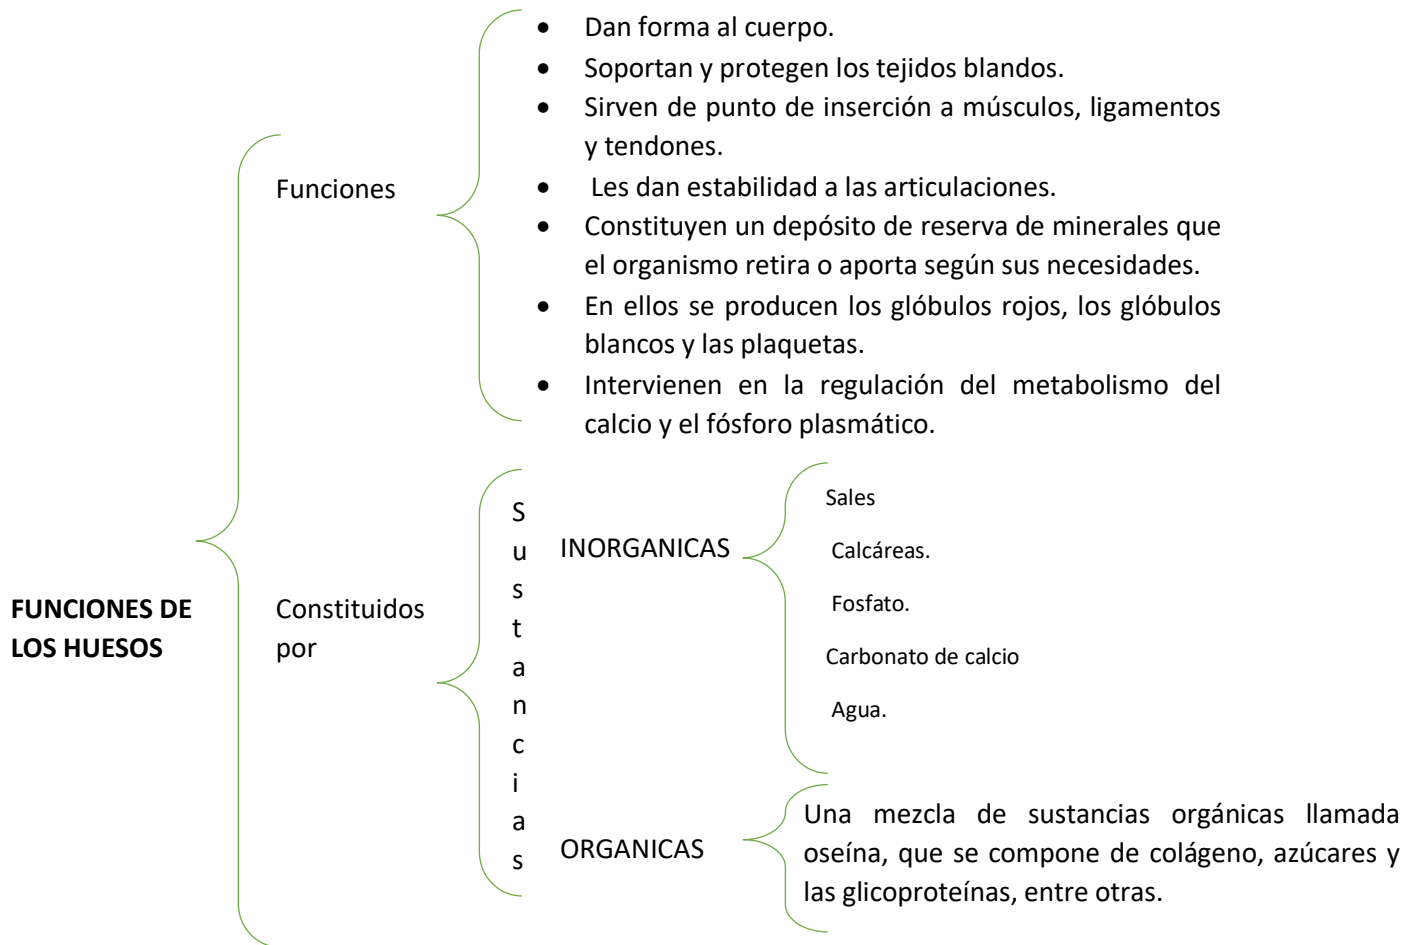 FUNCIONES DE
LOS HUESOS
Funciones
• Dan forma al cuerpo.
• Soportan y protegen los tejidos blandos.
• Sirven de punto de inserción a músculos, ligamentos
y tendones.
• Les dan estabilidad a las articulaciones.
• Constituyen un depósito de reserva de minerales que
el organismo retira o aporta según sus necesidades.
• En ellos se producen los glóbulos rojos, los glóbulos
blancos y las plaquetas.
• Intervienen en la regulación del metabolismo del
calcio y el fósforo plasmático.
Constituidos
por
S
u
s
t
a
n
c
i
a
s
INORGANICAS
Sales
Calcáreas.
Fosfato.
Carbonato de calcio
Agua.
ORGANICAS
Una mezcla de sustancias orgánicas llamada
oseína, que se compone de colágeno, azúcares y
las glicoproteínas, entre otras.